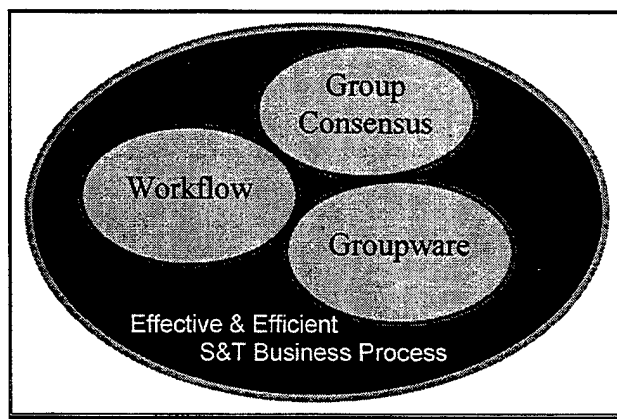 Group
Consensus
Workflow
Groupware
Effective & Efficient
S&T Business Process